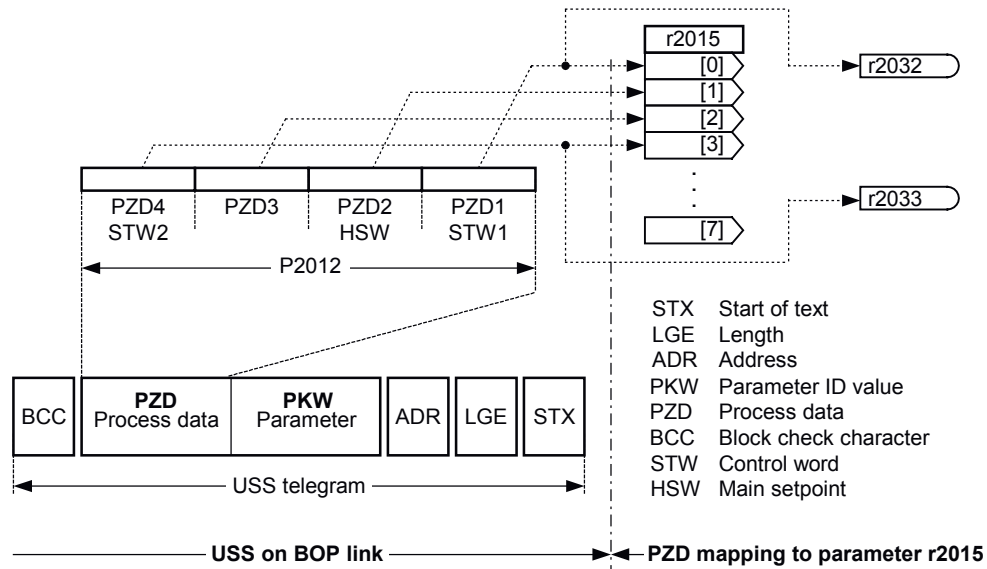 r2015
[0]
r2032
[1]
[2]
[3]
PZD4 PZD3 PZD2 PZD1
STW2 HSW STW1
r2033
[7]
P2012
STX Start of text
LGE Length
ADR Address
PKW Parameter ID value
PZD Process data
BCC Block check character
STW Control word
HSW Main setpoint
BCC
PZD
Process data
PKW
Parameter
ADR
LGE
STX
USS telegram
USS on BOP link
PZD mapping to parameter r2015